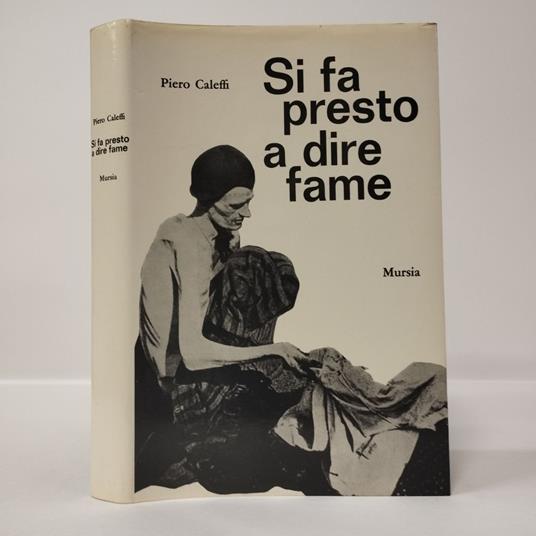 Piero Caleffi
Si fa presto
a dire fame
Mursia
Piero Caleffi
Si fa
presto
a dire
fame
Mursia